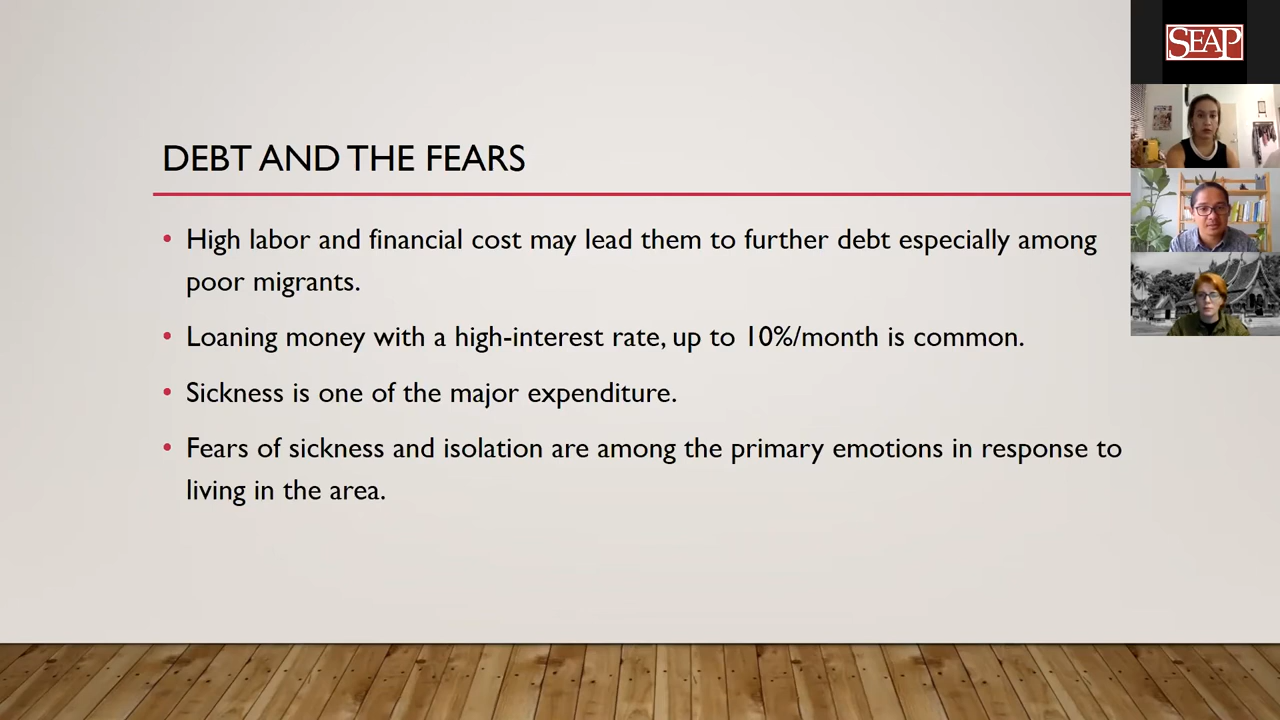 SEAP
DEBT AND THE FEARS
• High labor and financial cost may lead them to further debt especially among
poor migrants.
• Loaning money with a high-interest rate, up to 10%/month is common.
• Sickness is one of the major expenditure.
• Fears of sickness and isolation are among the primary emotions in response to
living in the area.